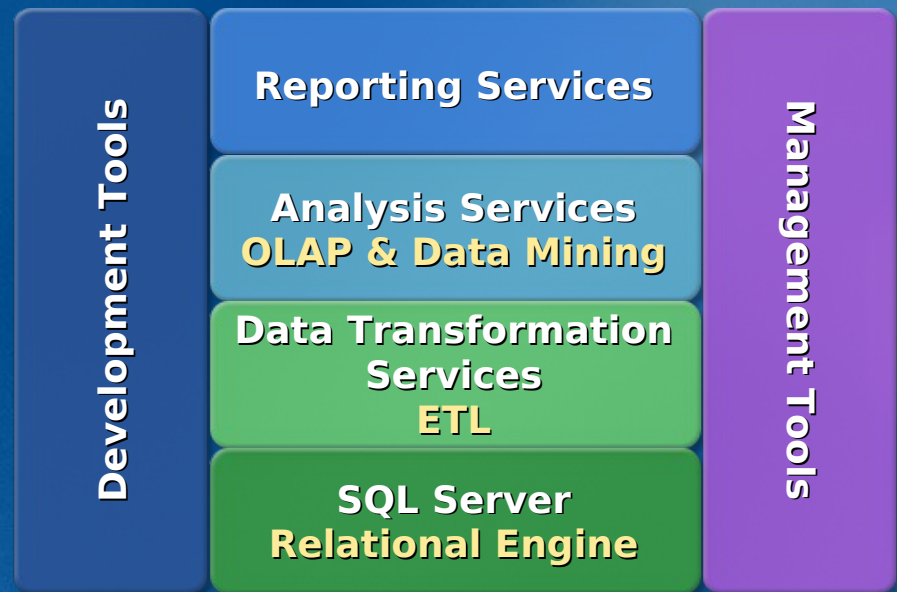 Development Tools
Reporting Services
Analysis Services
OLAP & Data Mining
Data Transformation
Services
ETL
SQL Server
Relational Engine
Management Tools